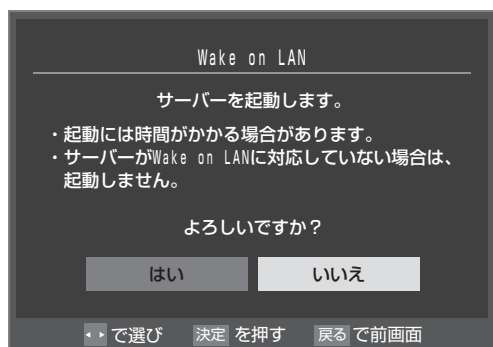 Wake on LAN
サーバーを起動します。
・起動には時間がかかる場合があります。
・サーバーがWake on LANに対応していない場合は、
起動しません。
よろしいですか？
はい いいえ
で選び 決定 を押す 戻る で前画面